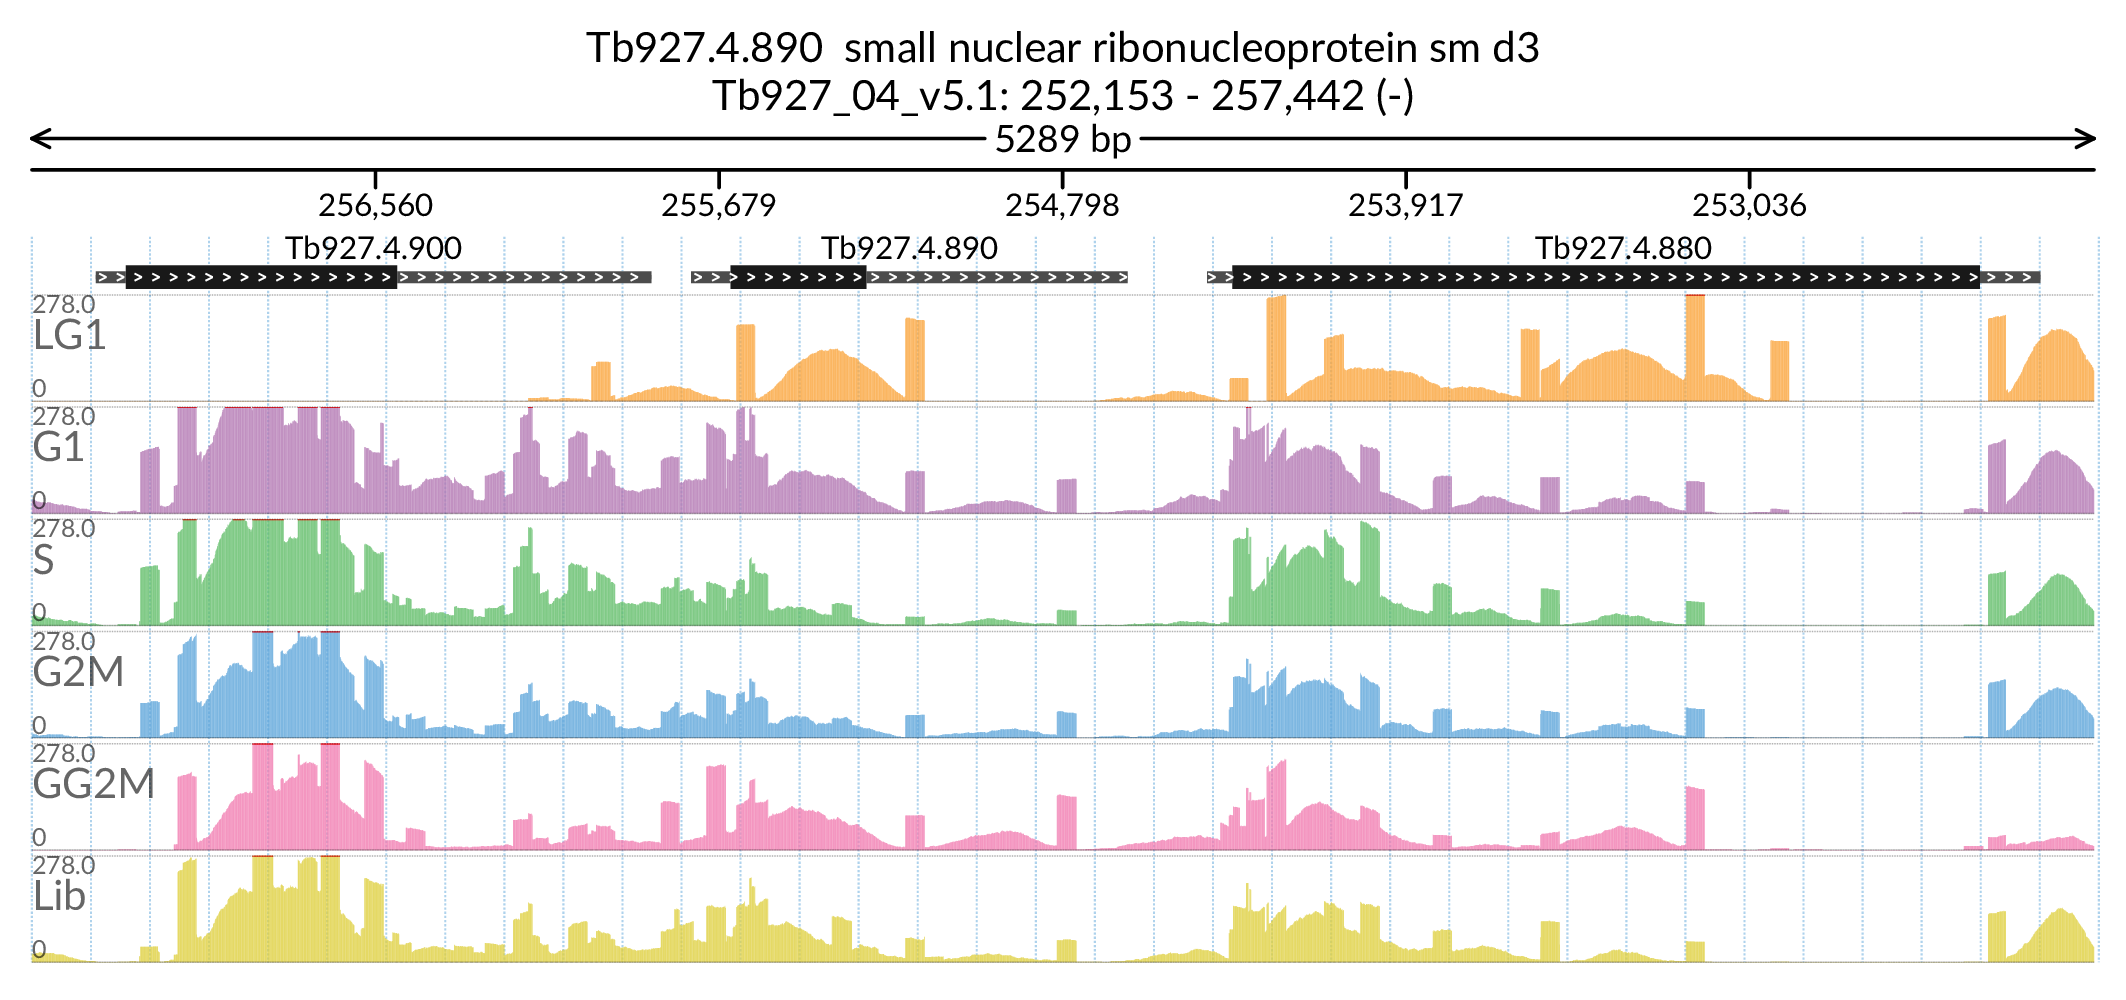 Tb927.4.890  small nuclear ribonucleoprotein sm d3
Tb927_04_v5.1: 252,153 - 257,442 (-)
5289 bp
256,560 255,679 254,798 253,917 253,036
Tb927.4.900 Tb927.4.890 Tb927.4.880
278.0
LG1
0
278.0
G1
0
278.0
S
0
278.0
G2M
0
278.0
GG2M
0
278.0
Lib
0